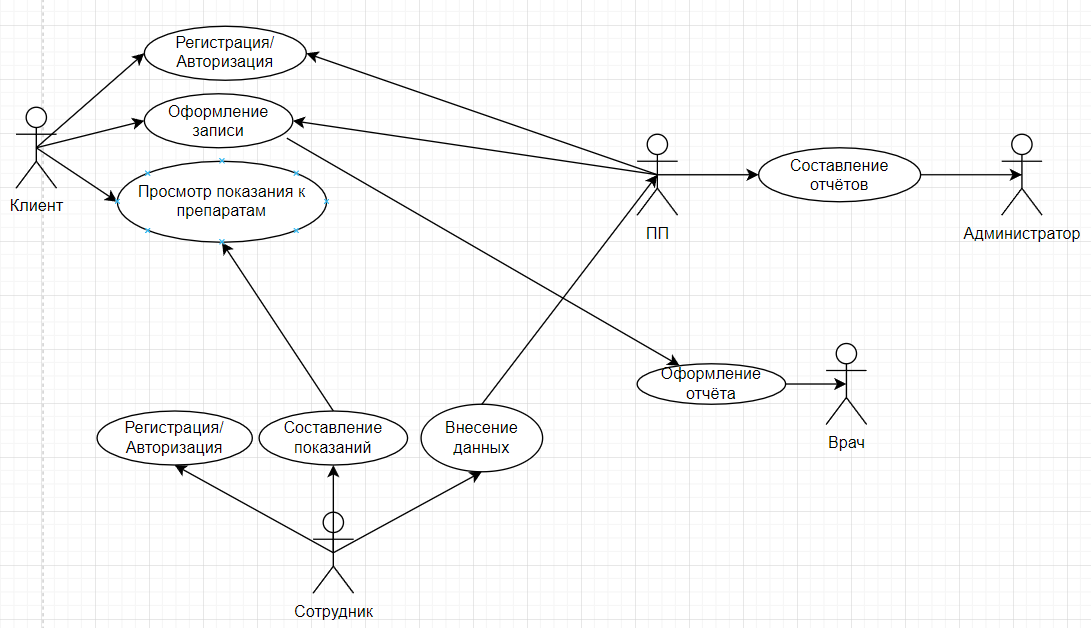 Регистрация/
Авторизация
Оформление
записи
Клиент
Просмотр показания к
препаратам
ПП
Составление
отчётов
Администратор
Оформление
отчёта
Врач
Регистрация/
Авторизация
Составление
показаний
Внесение
данных
Сотрудник